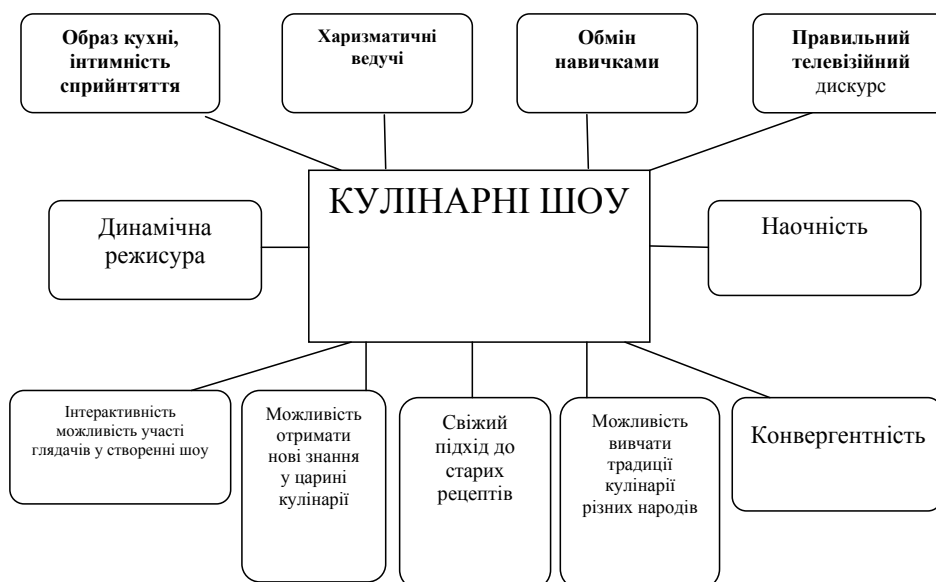 Образ кухні,
інтимність
сприйнтяття
Харизматичні
ведучі
Обмін
навичками
Правильний
телевізійний
дискурс
КУЛІНАРНІ ШОУ
Динамічна
режисура
Наочність
Інтерактивність
можливість участі
глядачів у створенні шоу
Можливість
отримати
нові знання
у царині
кулінарії
Свіжий
підхід до
старих
рецептів
Можливість
вивчати
традиції
кулінарії
різних народів
Конвергентність